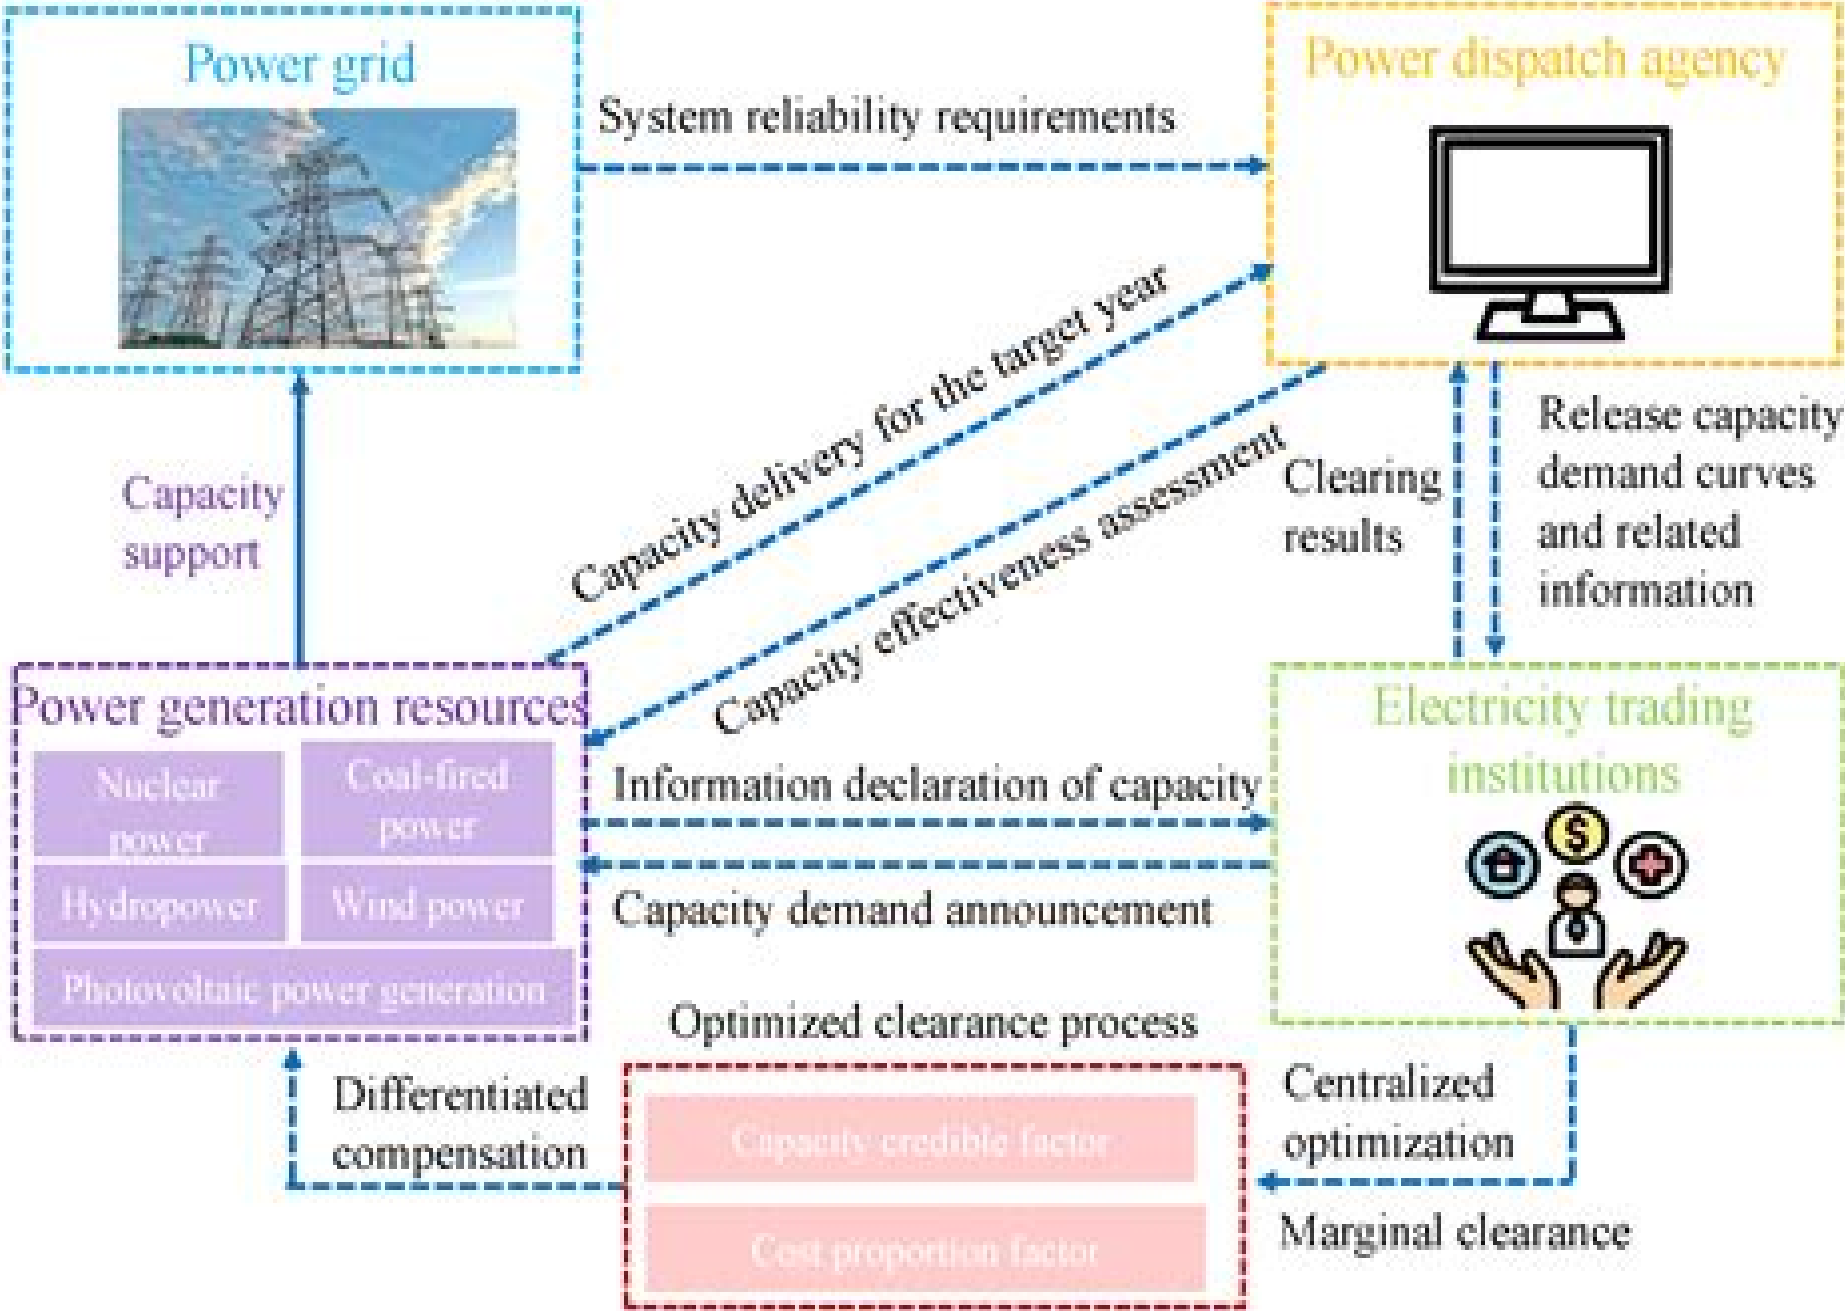 Power grid
System reliability requirements
Power dispatch agency
Capacity delivery for the target year
Capacity effectiveness assessment
Clearing
results
Release capacity
demand curves
and related
information
Capacity
support
Power generation resources
Nuclear
power
Coal-fired
power
Hydropower
Wind power
Photovoltaic power generation
Information declaration of capacity
Capacity demand announcement
Electricity trading
institutions
$
Optimized clearance process
Capacity credible factor
Cost proportion factor
Differentiated
compensation
Centralized
optimization
Marginal clearance